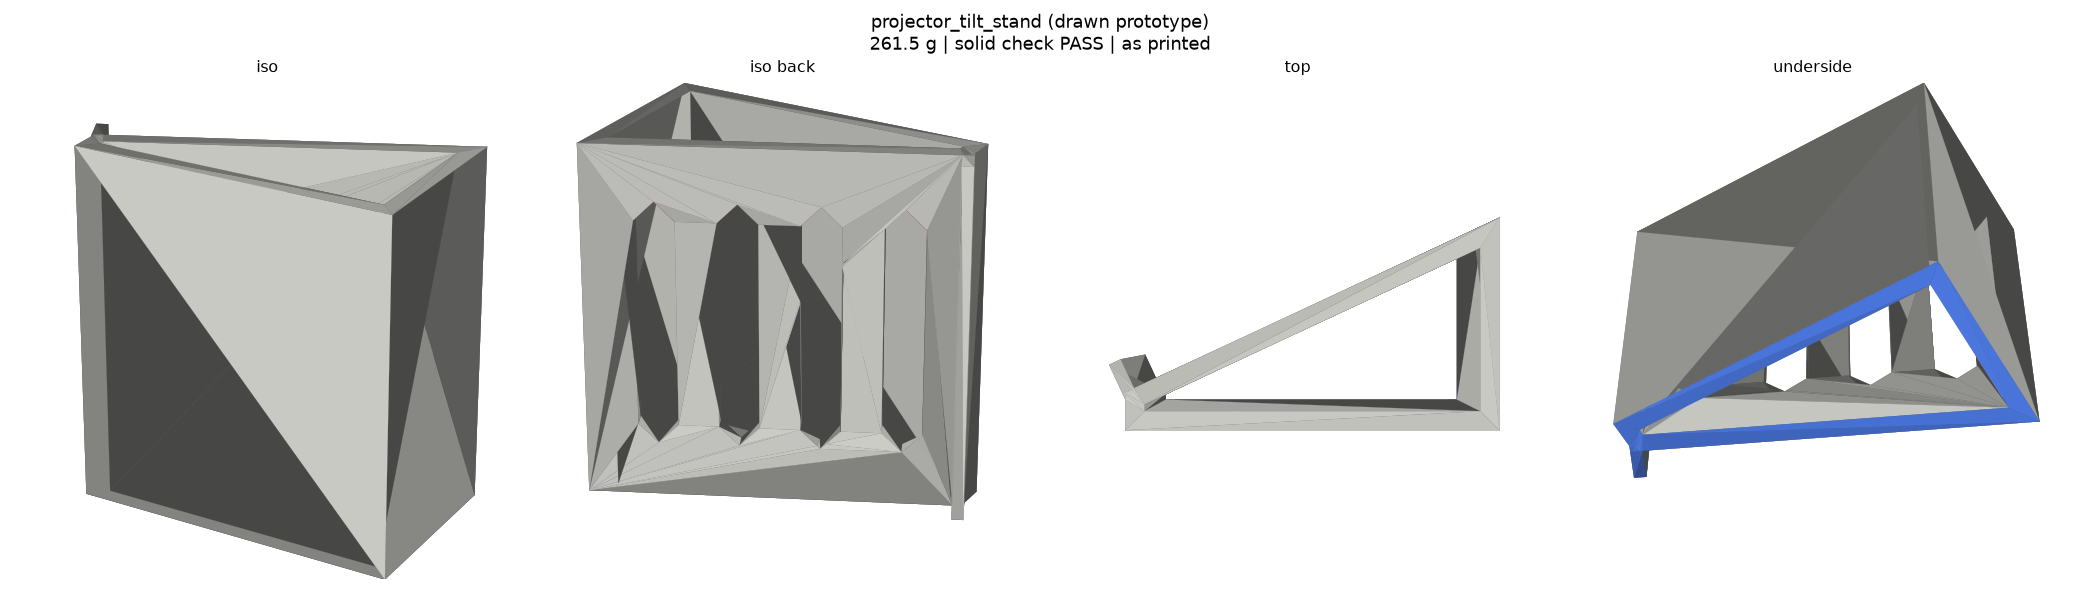 projector_tilt_stand (drawn prototype)
261.5 g | solid check PASS | as printed
iso
iso back
top
underside